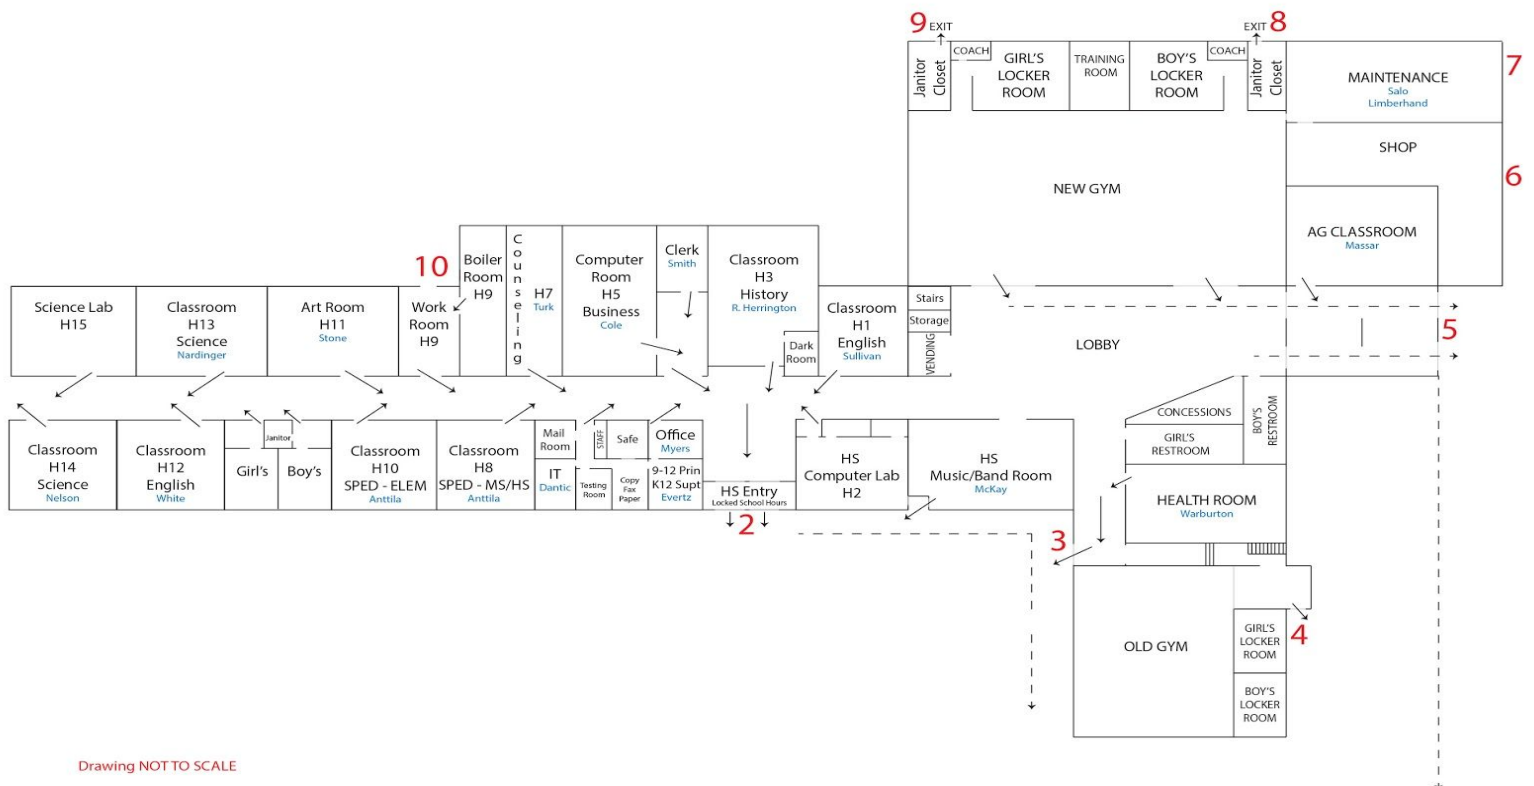 9 EXIT
EXIT 8
Janitor
Closet
COACH
GIRL'S
LOCKER
ROOM
TRAINING
ROOM
BOY'S
LOCKER
ROOM
COACH
Janitor
Closet
MAINTENANCE
Salo
Limberhand
7
SHOP
6
NEW GYM
AG CLASSROOM
Massar
10
Science Lab
H15
Classroom
H13
Science
Nardinger
Art Room
H11
Stone
Work
Room
H9
Boiler
Room
H9
Counseling
H7
Turk
Computer
Room
H5
Business
Cole
Clerk
Smith
Classroom
H3
History
R. Herrington
Dark
Room
Classroom
H1
English
Sullivan
Stairs
Storage
VENDING
LOBBY
5
Classroom
H14
Science
Nelson
Classroom
H12
English
White
Janitor
Girl's
Boy's
Classroom
H10
SPED - ELEM
Anttila
Classroom
H8
SPED - MS/HS
Anttila
Mail
Room
IT
Dantic
STAFF
Testing
Room
Safe
Copy
Fax
Paper
Office
Myers
9-12 Prin
K12 Supt
Evertz
HS Entry
Locked School Hours
2
HS
Computer Lab
H2
HS
Music/Band Room
McKay
CONCESSIONS
GIRL'S
RESTROOM
BOY'S
RESTROOM
HEALTH ROOM
Warburton
3
OLD GYM
4
GIRL'S
LOCKER
ROOM
BOY'S
LOCKER
ROOM
Drawing NOT TO SCALE